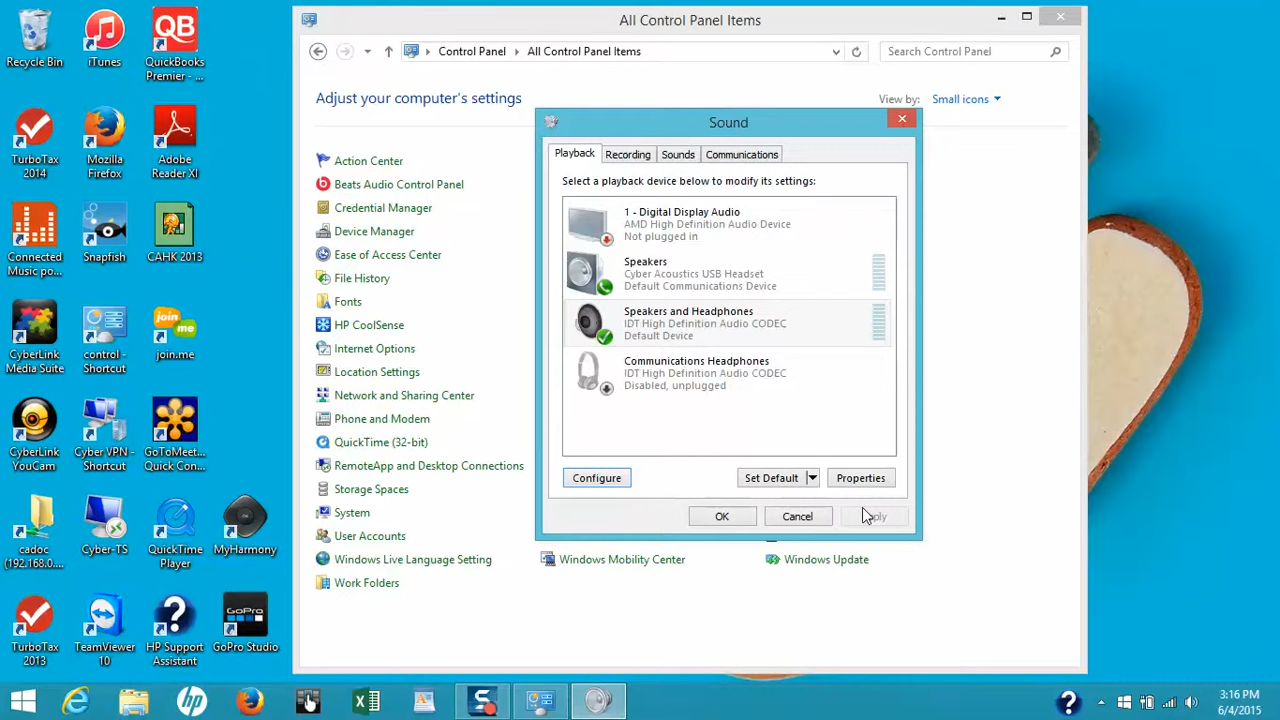 Recycle Bin
iTunes
QB
QuickBooks
Premier - ...
TurboTax
2014
Mozilla
Firefox
Adobe
Reader XI
Connected
Music po...
Snapfish
CAHK 2013
CyberLink
Media Suite
control -
Shortcut
join
me
join.me
CyberLink
YouCam
Cyber VPN -
Shortcut
GoToMeet...
Quick Con...
cadoc
(192.168.0....
Cyber-TS
QuickTime
Player
MyHarmony
TurboTax
2013
TeamViewer
10
HP Support
Assistant
GoPro
GoPro Studio
All Control Panel Items
Control Panel
All Control Panel Items
Search Control Panel
Adjust your computer's settings
View by:
Small icons
Action Center
Beats Audio Control Panel
Credential Manager
Device Manager
Ease of Access Center
File History
Fonts
HP CoolSense
Internet Options
Location Settings
Network and Sharing Center
Phone and Modem
QuickTime (32-bit)
RemoteApp and Desktop Connections
Storage Spaces
System
User Accounts
Windows Live Language Setting
Work Folders
Windows Mobility Center
Windows Update
Sound
Playback
Recording
Sounds
Communications
Select a playback device below to modify its settings:
1 - Digital Display Audio
AMD High Definition Audio Device
Not plugged in
Speakers
Cyber Acoustics USB Headset
Default Communications Device
Speakers and Headphones
IDT High Definition Audio CODEC
Default Device
Communications Headphones
IDT High Definition Audio CODEC
Disabled, unplugged
Configure
Set Default
Properties
OK
Cancel
3:16 PM
6/4/2015